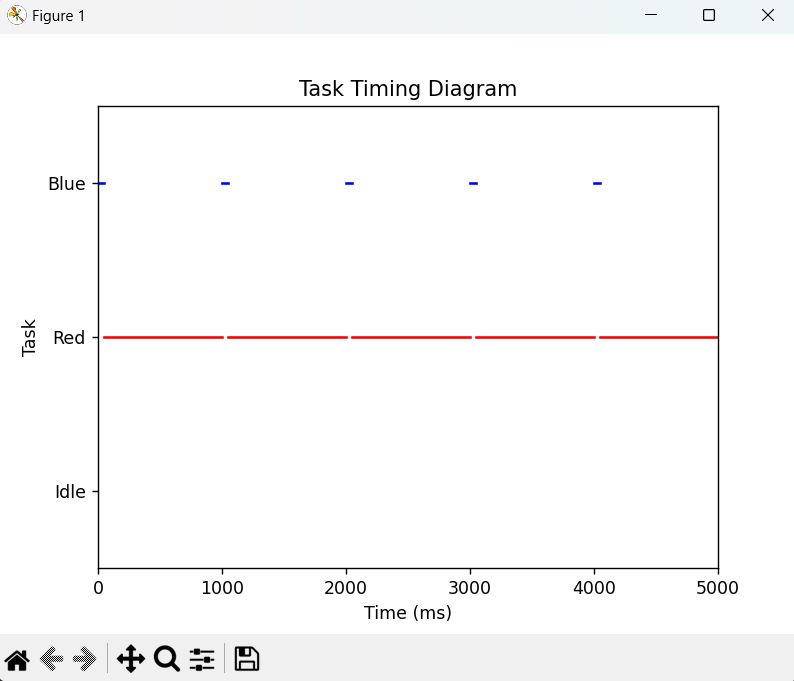 Figure 1
Task Timing Diagram
Blue
Red
Idle
Task
0 1000 2000 3000 4000 5000
Time (ms)